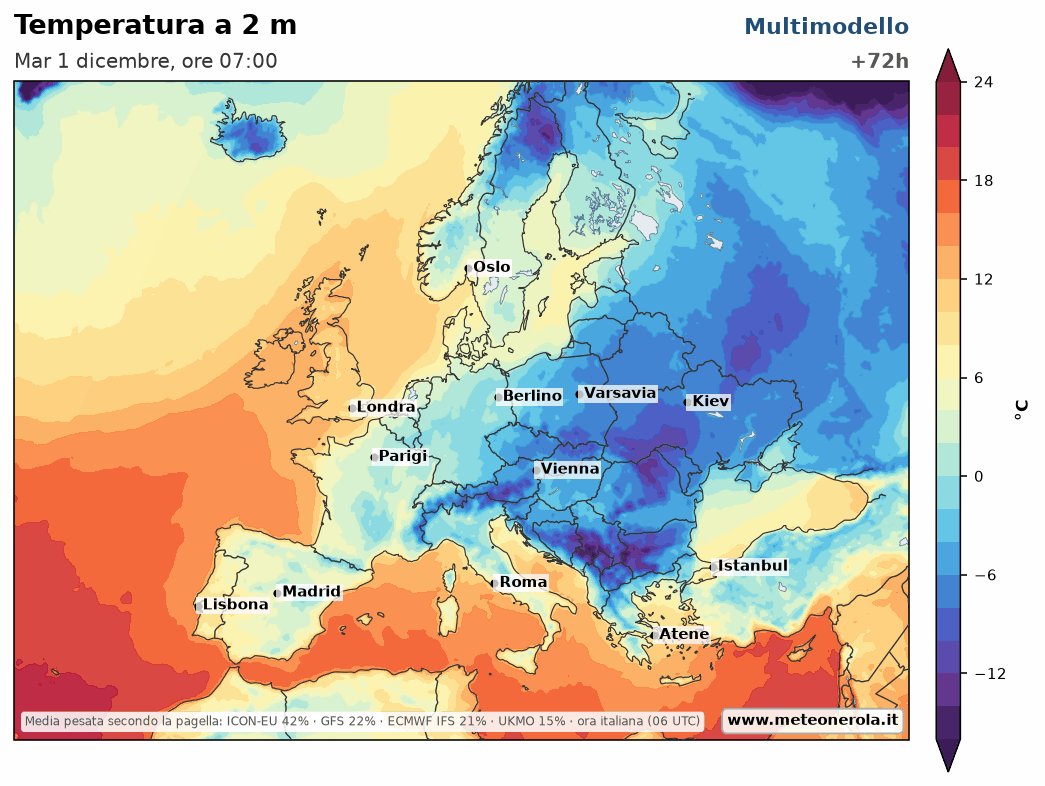 Temperatura a 2 m
Multimodello
Mar 1 dicembre, ore 07:00
+72h
24
18
12
6
0
−6
−12
°C
Oslo
Berlino
Varsavia
Kiev
Londra
Parigi
Vienna
Istanbul
Roma
Madrid
Lisbona
Atene
Media pesata secondo la pagella: ICON-EU 42% · GFS 22% · ECMWF IFS 21% · UKMO 15% · ora italiana (06 UTC)
www.meteonerola.it